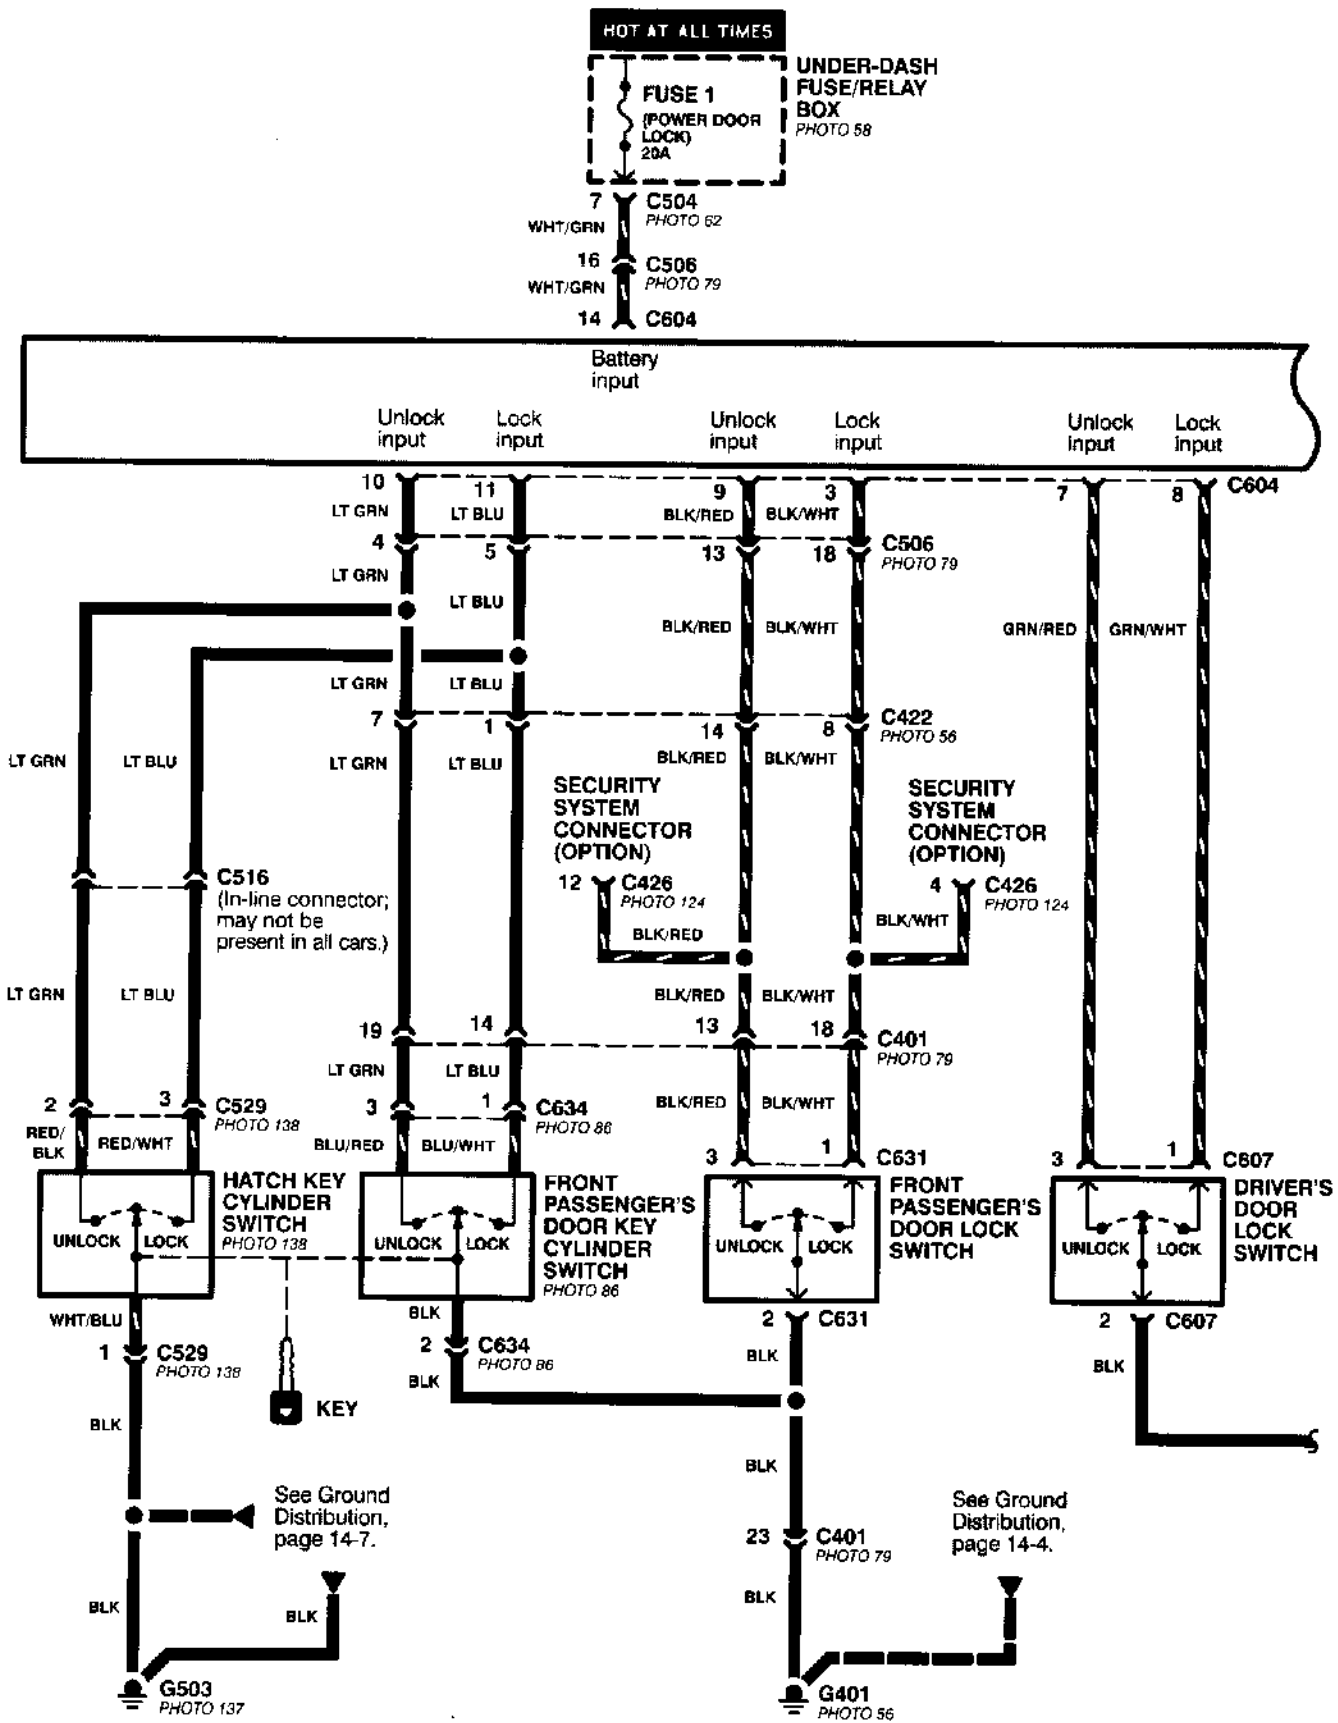 HOT AT ALL TIMES
UNDER-DASH
FUSE/RELAY
BOX
PHOTO 58
FUSE 1
(POWER DOOR
LOCK)
20A
7 C504
PHOTO 62
WHT/GRN
16 C506
PHOTO 79
WHT/GRN
14 C604
Battery
input
Unlock
input
Lock
input
Unlock
input
Lock
input
Unlock
input
Lock
input
10 11 9 3 7 8 C604
LT GRN LT BLU BLK/RED BLK/WHT
4 5 13 18 C506
PHOTO 79
LT GRN
LT BLU BLK/RED BLK/WHT GRN/RED GRN/WHT
LT GRN LT BLU
7 1 14 8 C422
PHOTO 56
LT GRN LT BLU LT GRN LT BLU BLK/RED BLK/WHT
SECURITY
SYSTEM
CONNECTOR
(OPTION)
12 C426
PHOTO 124
BLK/RED
SECURITY
SYSTEM
CONNECTOR
(OPTION)
4 C426
PHOTO 124
BLK/WHT
C516
(In-line connector;
may not be
present in all cars.)
LT GRN LT BLU BLK/RED BLK/WHT
19 14 13 18 C401
PHOTO 79
LT GRN LT BLU
BLK/RED BLK/WHT
2 3 C529
PHOTO 138
3 1 C634
PHOTO 86
RED/
BLK
RED/WHT
BLU/RED BLU/WHT
3 1 C631
3 1 C607
HATCH KEY
CYLINDER
SWITCH
PHOTO 138
UNLOCK LOCK
FRONT
PASSENGER'S
DOOR KEY
CYLINDER
SWITCH
PHOTO 86
UNLOCK LOCK
FRONT
PASSENGER'S
DOOR LOCK
SWITCH
UNLOCK LOCK
DRIVER'S
DOOR
LOCK
SWITCH
UNLOCK LOCK
WHT/BLU
1 C529
PHOTO 138
BLK
2 C634
PHOTO 86
BLK
2 C631
BLK
2 C607
BLK
KEY
BLK
BLK
See Ground
Distribution,
page 14-7.
See Ground
Distribution,
page 14-4.
23 C401
PHOTO 79
BLK
BLK
BLK
G503
PHOTO 137
G401
PHOTO 56